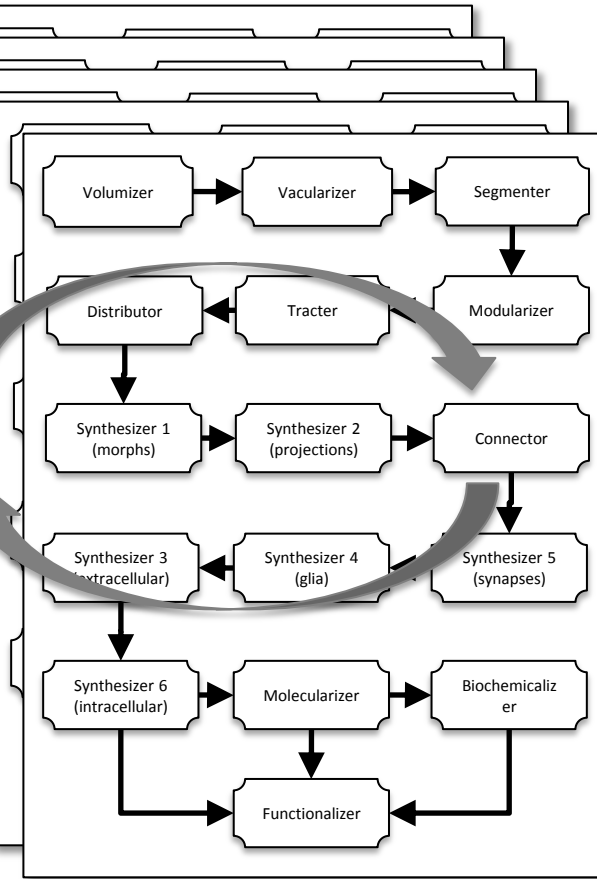 Volumizer
Vacularizer
Segmenter
Distributor
Tracter
Modularizer
Synthesizer 1
(morphs)
Synthesizer 2
(projections)
Connector
Synthesizer 3
(extracellular)
Synthesizer 4
(glia)
Synthesizer 5
(synapses)
Synthesizer 6
(intracellular)
Molecularizer
Biochemicaliz
er
Functionalizer